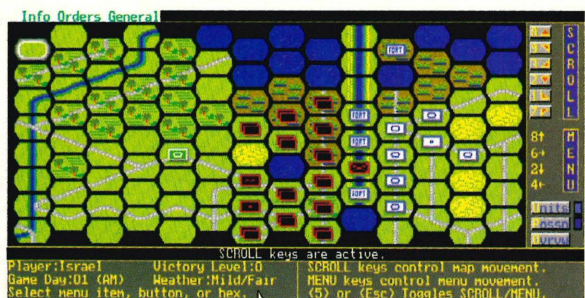 Info Orders General
FORT
FORT
FORT
FORT
SCROLL
8↑
6→
2↓
4←
MENU
SCROLL keys are active.
Player:Israel Victory Level:0
Game Day:01 (AM) Weather:Mild/Fair
Select menu item, button, or hex.
SCROLL keys control map movement.
MENU keys control menu movement.
(5) or (Esc) Toggles SCROLL/MENU.